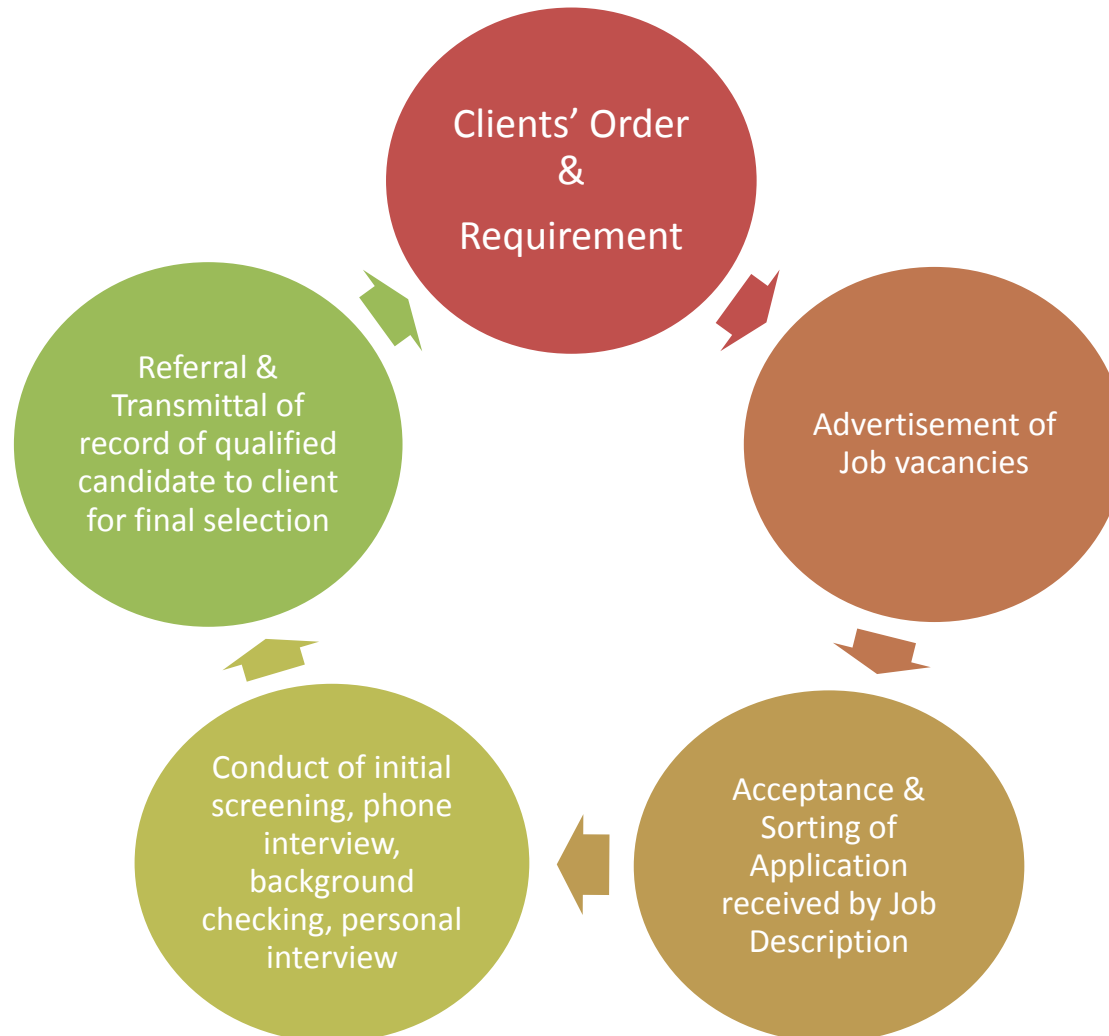 Clients’ Order
&
Requirement
Advertisement of
Job vacancies
Acceptance &
Sorting of
Application
received by Job
Description
Conduct of initial
screening, phone
interview,
background
checking, personal
interview
Referral &
Transmittal of
record of qualified
candidate to client
for final selection